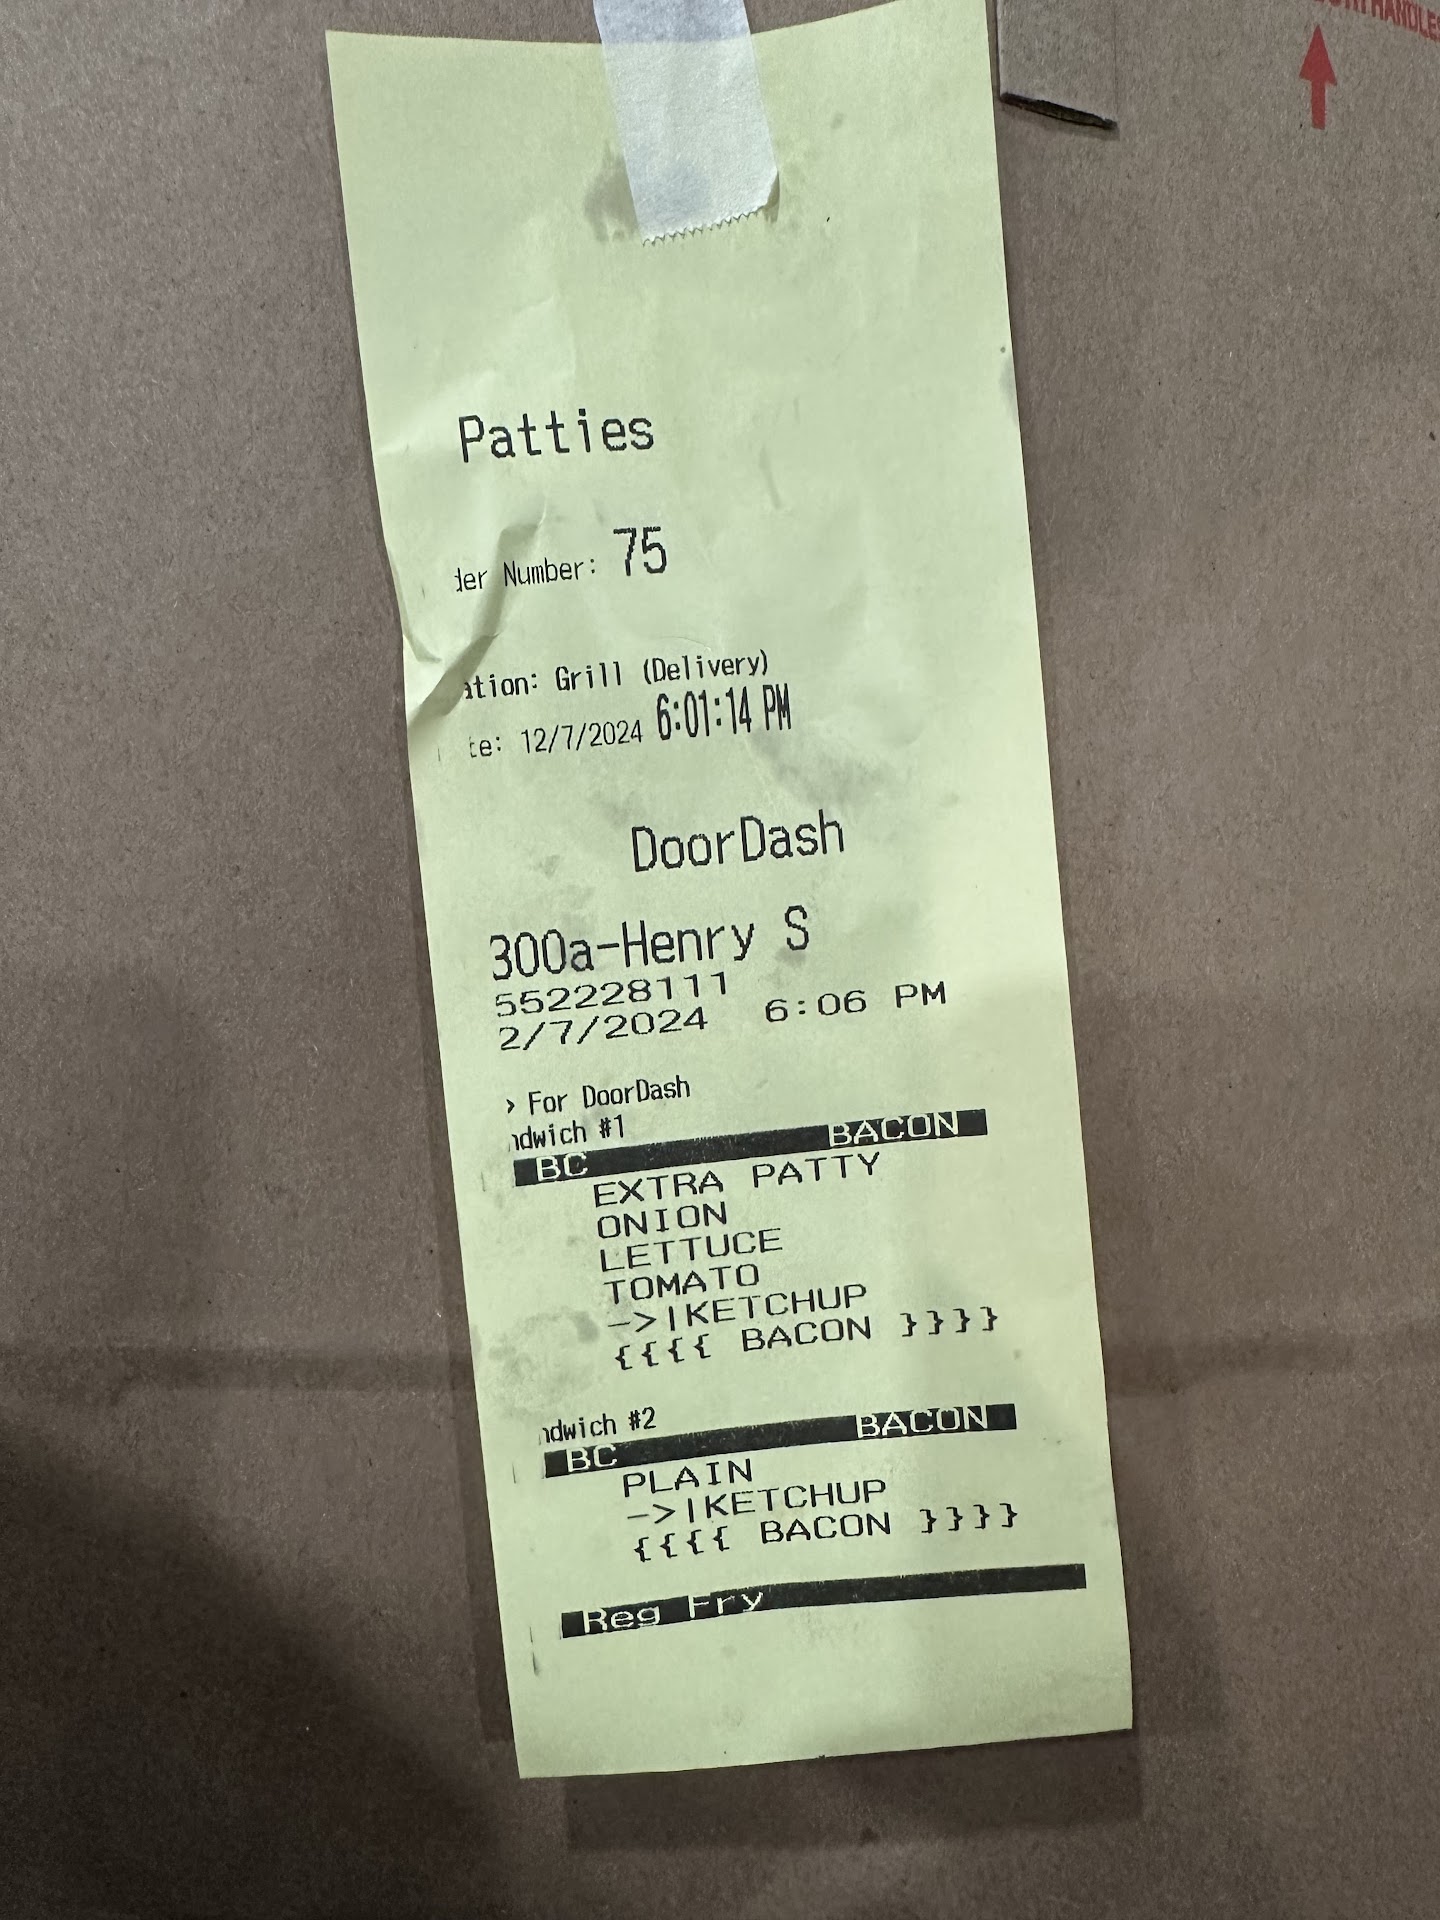 Patties
der Number: 75
ation: Grill (Delivery)
te: 12/7/2024 6:01:14 PM
DoorDash
300a-Henry S
552228111
2/7/2024 6:06 PM
> For DoorDash
ndwich #1
BC BACON
EXTRA PATTY
ONION
LETTUCE
TOMATO
->|KETCHUP
{{{{ BACON }}}}
ndwich #2
BC BACON
PLAIN
->|KETCHUP
{{{{ BACON }}}}
Reg Fry